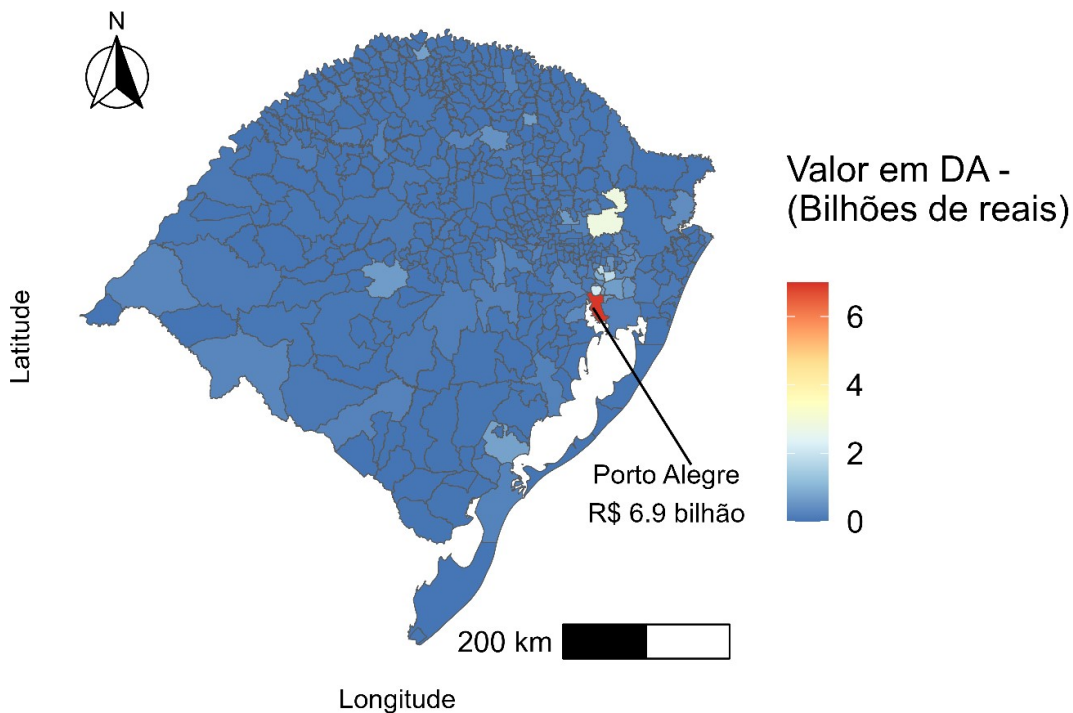 N
Valor em DA -
(Bilhões de reais)
6
4
2
0
Latitude
Porto Alegre
R$ 6.9 bilhão
200 km
Longitude